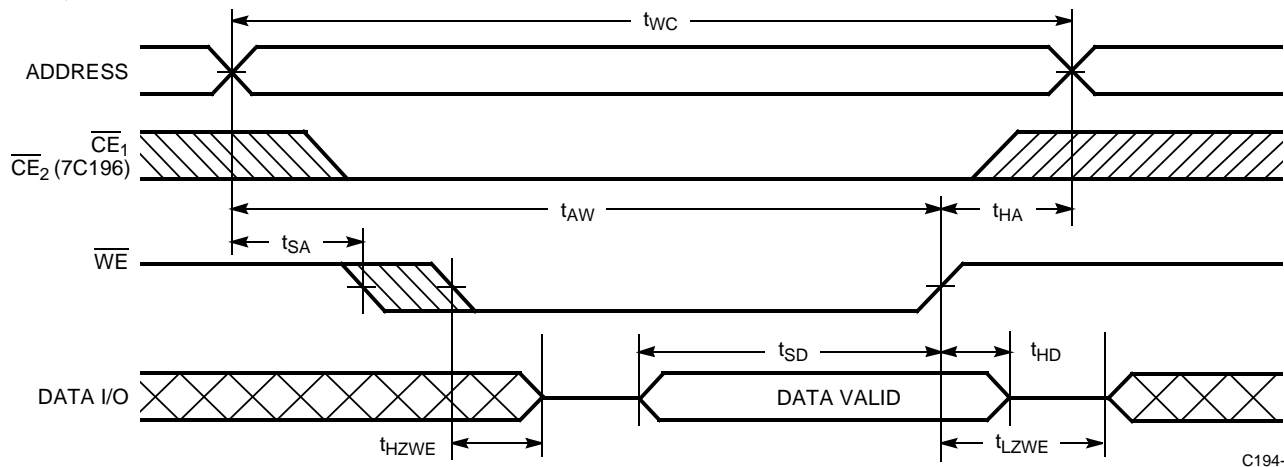 tWC
ADDRESS
CE1
CE2 (7C196)
tAW
tHA
tSA
WE
tSD
tHD
DATA I/O
DATA VALID
tHZWE
tLZWE
C194-